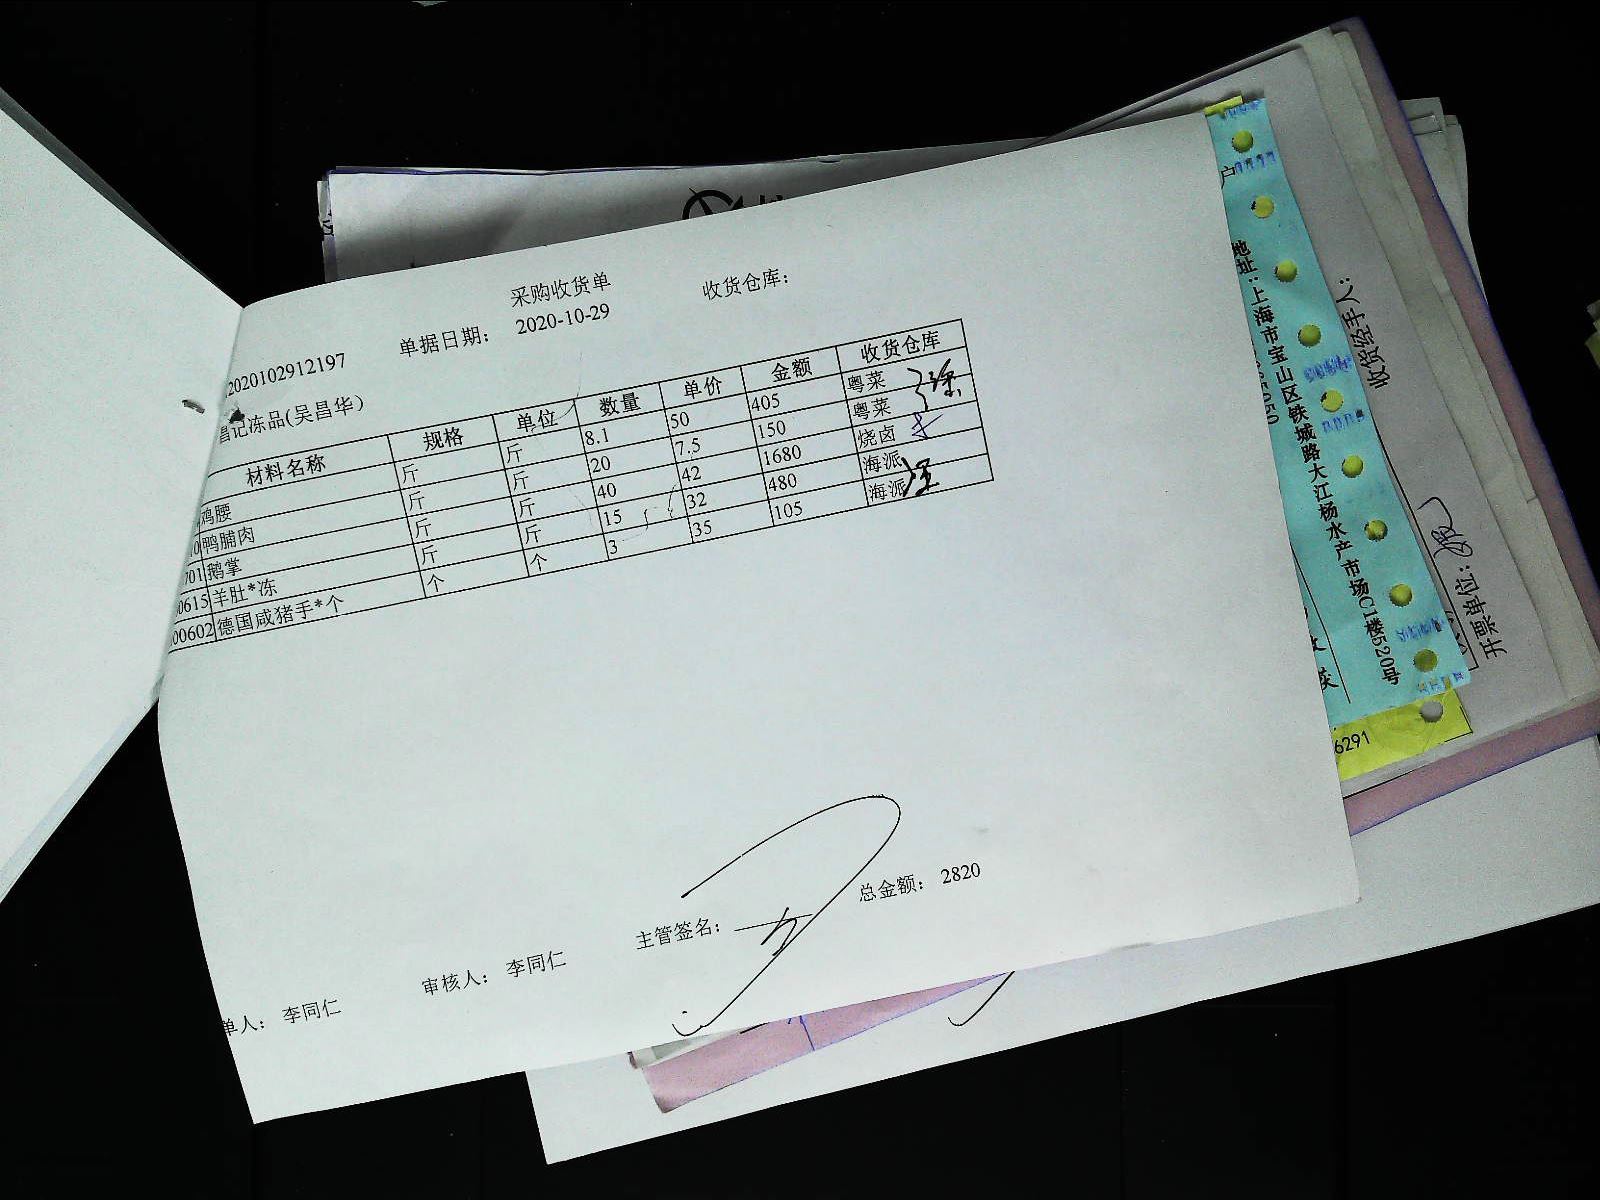 采购收货单
收货仓库：
单据日期： 2020-10-29
2020102912197
昌记冻品(吴昌华)
材料名称 规格 单位 数量 单价 金额 收货仓库
鸡腰 斤 斤 8.1 50 405 粤菜
鸭脯肉 斤 斤 20 7.5 150 粤菜
701 鹅掌 斤 斤 40 42 1680 烧卤
0615 羊肚*冻 斤 斤 15 32 480 海派
00602 德国咸猪手*个 个 个 3 35 105 海派
总金额： 2820
主管签名：
审核人： 李同仁
单人： 李同仁
户
地址：上海市宝山区铁城路大江杨水产市场C1楼520号
收货经手人：
开票单位：
6291